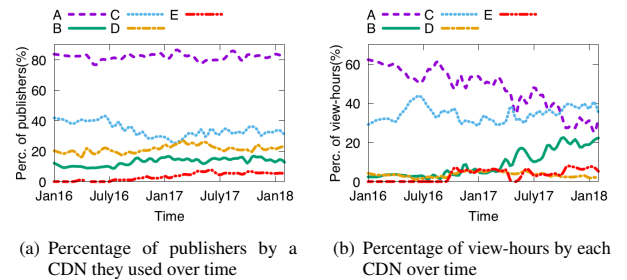 A C E
B D
Perc. of publishers(%)
80
60
40
20
0
Jan16 July16 Jan17 July17 Jan18
Time
(a) Percentage of publishers by a
CDN they used over time
A C E
B D
Perc. of view-hours(%)
60
40
20
0
Jan16 July16 Jan17 July17 Jan18
Time
(b) Percentage of view-hours by each
CDN over time